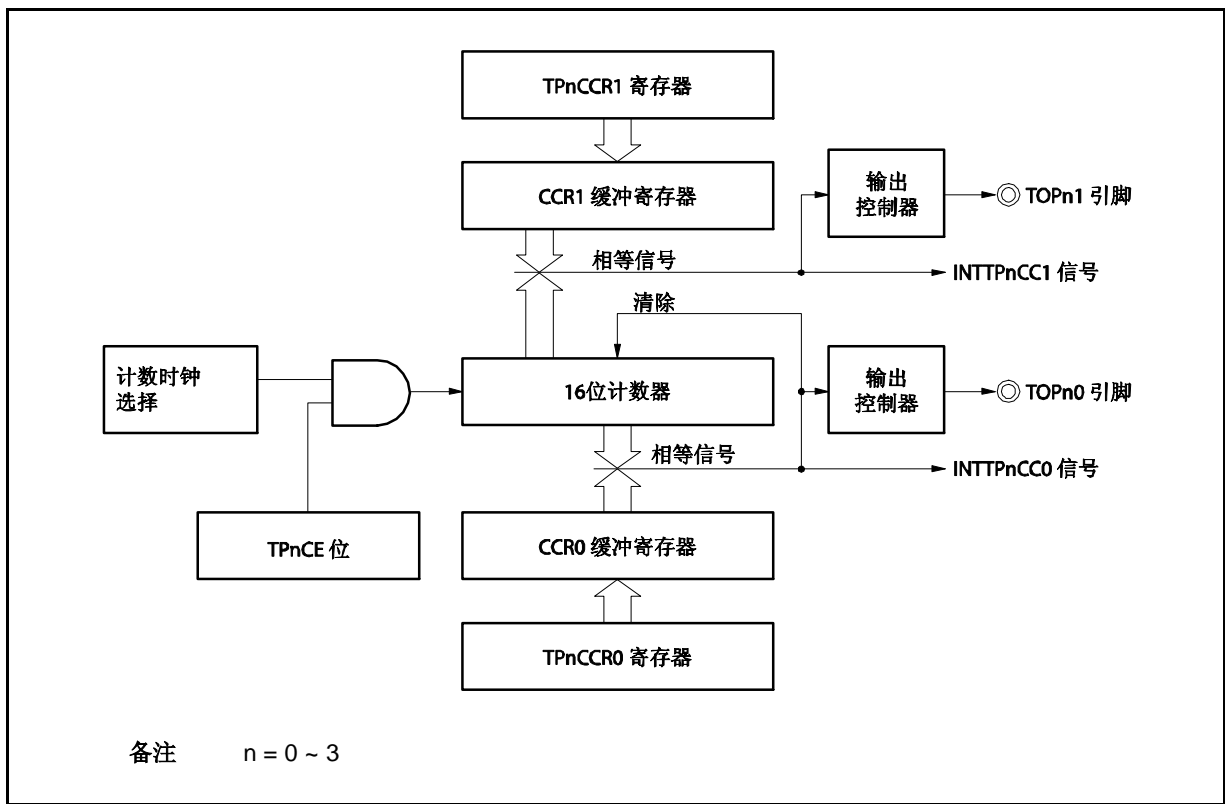 TPnCCR1 寄存器
CCR1 缓冲寄存器
输出
控制器
TOPn1 引脚
相等信号
INTTPnCC1 信号
清除
计数时钟
选择
16位计数器
输出
控制器
TOPn0 引脚
相等信号
INTTPnCC0 信号
TPnCE 位
CCR0 缓冲寄存器
TPnCCR0 寄存器
备注 n = 0 ~ 3